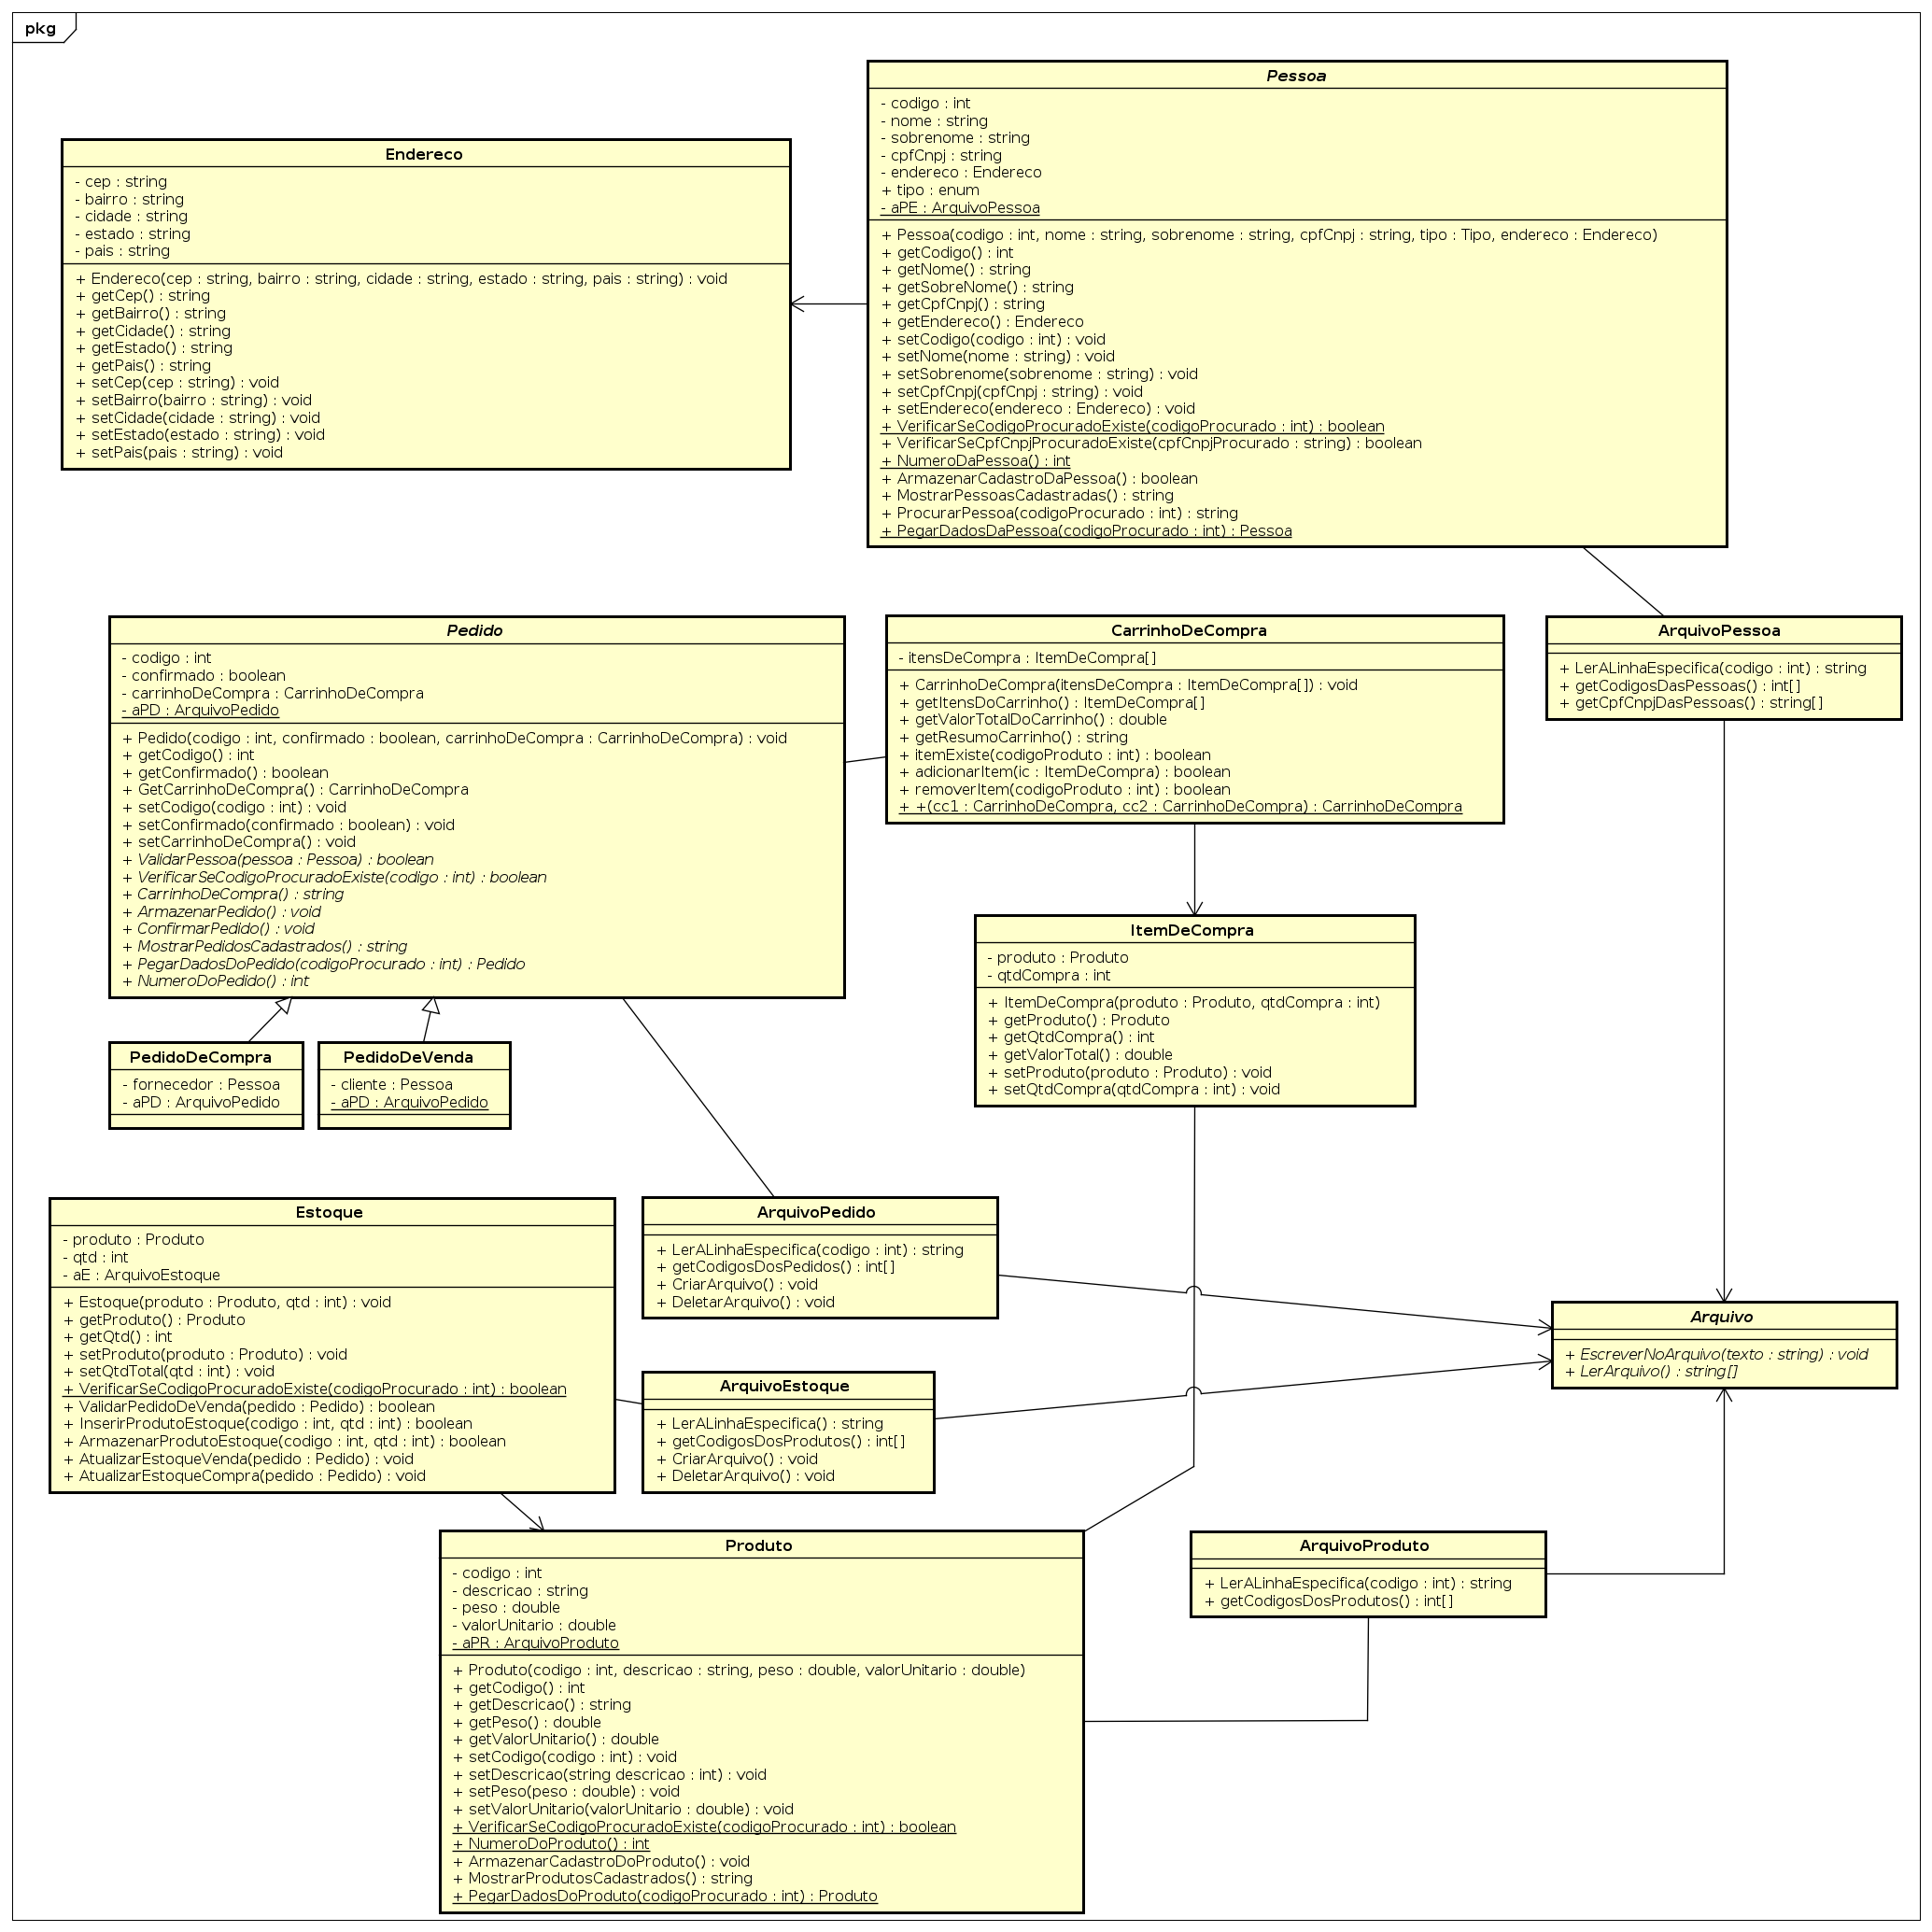 pkg
Pessoa
- codigo : int
- nome : string
- sobrenome : string
- cpfCnpj : string
- endereco : Endereco
+ tipo : enum
- aPE : ArquivoPessoa
+ Pessoa(codigo : int, nome : string, sobrenome : string, cpfCnpj : string, tipo : Tipo, endereco : Endereco)
+ getCodigo() : int
+ getNome() : string
+ getSobreNome() : string
+ getCpfCnpj() : string
+ getEndereco() : Endereco
+ setCodigo(codigo : int) : void
+ setNome(nome : string) : void
+ setSobrenome(sobrenome : string) : void
+ setCpfCnpj(cpfCnpj : string) : void
+ setEndereco(endereco : Endereco) : void
+ VerificarSeCodigoProcuradoExiste(codigoProcurado : int) : boolean
+ VerificarSeCpfCnpjProcuradoExiste(cpfCnpjProcurado : string) : boolean
+ NumeroDaPessoa() : int
+ ArmazenarCadastroDaPessoa() : boolean
+ MostrarPessoasCadastradas() : string
+ ProcurarPessoa(codigoProcurado : int) : string
+ PegarDadosDaPessoa(codigoProcurado : int) : Pessoa
Endereco
- cep : string
- bairro : string
- cidade : string
- estado : string
- pais : string
+ Endereco(cep : string, bairro : string, cidade : string, estado : string, pais : string) : void
+ getCep() : string
+ getBairro() : string
+ getCidade() : string
+ getEstado() : string
+ getPais() : string
+ setCep(cep : string) : void
+ setBairro(bairro : string) : void
+ setCidade(cidade : string) : void
+ setEstado(estado : string) : void
+ setPais(pais : string) : void
Pedido
- codigo : int
- confirmado : boolean
- carrinhoDeCompra : CarrinhoDeCompra
- aPD : ArquivoPedido
+ Pedido(codigo : int, confirmado : boolean, carrinhoDeCompra : CarrinhoDeCompra) : void
+ getCodigo() : int
+ getConfirmado() : boolean
+ GetCarrinhoDeCompra() : CarrinhoDeCompra
+ setCodigo(codigo : int) : void
+ setConfirmado(confirmado : boolean) : void
+ setCarrinhoDeCompra() : void
+ ValidarPessoa(pessoa : Pessoa) : boolean
+ VerificarSeCodigoProcuradoExiste(codigo : int) : boolean
+ CarrinhoDeCompra() : string
+ ArmazenarPedido() : void
+ ConfirmarPedido() : void
+ MostrarPedidosCadastrados() : string
+ PegarDadosDoPedido(codigoProcurado : int) : Pedido
+ NumeroDoPedido() : int
CarrinhoDeCompra
- itensDeCompra : ItemDeCompra[]
+ CarrinhoDeCompra(itensDeCompra : ItemDeCompra[]) : void
+ getItensDoCarrinho() : ItemDeCompra[]
+ getValorTotalDoCarrinho() : double
+ getResumoCarrinho() : string
+ itemExiste(codigoProduto : int) : boolean
+ adicionarItem(ic : ItemDeCompra) : boolean
+ removerItem(codigoProduto : int) : boolean
+ +(cc1 : CarrinhoDeCompra, cc2 : CarrinhoDeCompra) : CarrinhoDeCompra
ArquivoPessoa
+ LerALinhaEspecifica(codigo : int) : string
+ getCodigosDasPessoas() : int[]
+ getCpfCnpjDasPessoas() : string[]
ItemDeCompra
- produto : Produto
- qtdCompra : int
+ ItemDeCompra(produto : Produto, qtdCompra : int)
+ getProduto() : Produto
+ getQtdCompra() : int
+ getValorTotal() : double
+ setProduto(produto : Produto) : void
+ setQtdCompra(qtdCompra : int) : void
PedidoDeCompra
- fornecedor : Pessoa
- aPD : ArquivoPedido
PedidoDeVenda
- cliente : Pessoa
- aPD : ArquivoPedido
Estoque
- produto : Produto
- qtd : int
- aE : ArquivoEstoque
+ Estoque(produto : Produto, qtd : int) : void
+ getProduto() : Produto
+ getQtd() : int
+ setProduto(produto : Produto) : void
+ setQtdTotal(qtd : int) : void
+ VerificarSeCodigoProcuradoExiste(codigoProcurado : int) : boolean
+ ValidarPedidoDeVenda(pedido : Pedido) : boolean
+ InserirProdutoEstoque(codigo : int, qtd : int) : boolean
+ ArmazenarProdutoEstoque(codigo : int, qtd : int) : boolean
+ AtualizarEstoqueVenda(pedido : Pedido) : void
+ AtualizarEstoqueCompra(pedido : Pedido) : void
ArquivoPedido
+ LerALinhaEspecifica(codigo : int) : string
+ getCodigosDosPedidos() : int[]
+ CriarArquivo() : void
+ DeletarArquivo() : void
Arquivo
+ EscreverNoArquivo(texto : string) : void
+ LerArquivo() : string[]
ArquivoEstoque
+ LerALinhaEspecifica() : string
+ getCodigosDosProdutos() : int[]
+ CriarArquivo() : void
+ DeletarArquivo() : void
Produto
- codigo : int
- descricao : string
- peso : double
- valorUnitario : double
- aPR : ArquivoProduto
+ Produto(codigo : int, descricao : string, peso : double, valorUnitario : double)
+ getCodigo() : int
+ getDescricao() : string
+ getPeso() : double
+ getValorUnitario() : double
+ setCodigo(codigo : int) : void
+ setDescricao(string descricao : int) : void
+ setPeso(peso : double) : void
+ setValorUnitario(valorUnitario : double) : void
+ VerificarSeCodigoProcuradoExiste(codigoProcurado : int) : boolean
+ NumeroDoProduto() : int
+ ArmazenarCadastroDoProduto() : void
+ MostrarProdutosCadastrados() : string
+ PegarDadosDoProduto(codigoProcurado : int) : Produto
ArquivoProduto
+ LerALinhaEspecifica(codigo : int) : string
+ getCodigosDosProdutos() : int[]